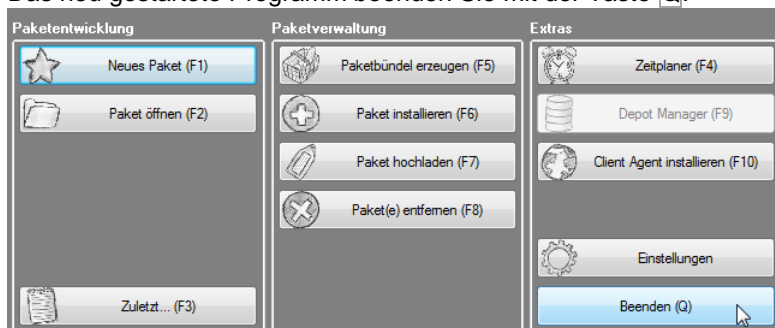 Das neu gestartete Programm beenden Sie mit der Taste Q.
Paketentwicklung
Neues Paket (F1)
Paket öffnen (F2)
Zuletzt... (F3)
Paketverwaltung
Paketbündel erzeugen (F5)
Paket installieren (F6)
Paket hochladen (F7)
Paket(e) entfernen (F8)
Extras
Zeitplaner (F4)
Depot Manager (F9)
Client Agent installieren (F10)
Einstellungen
Beenden (Q)